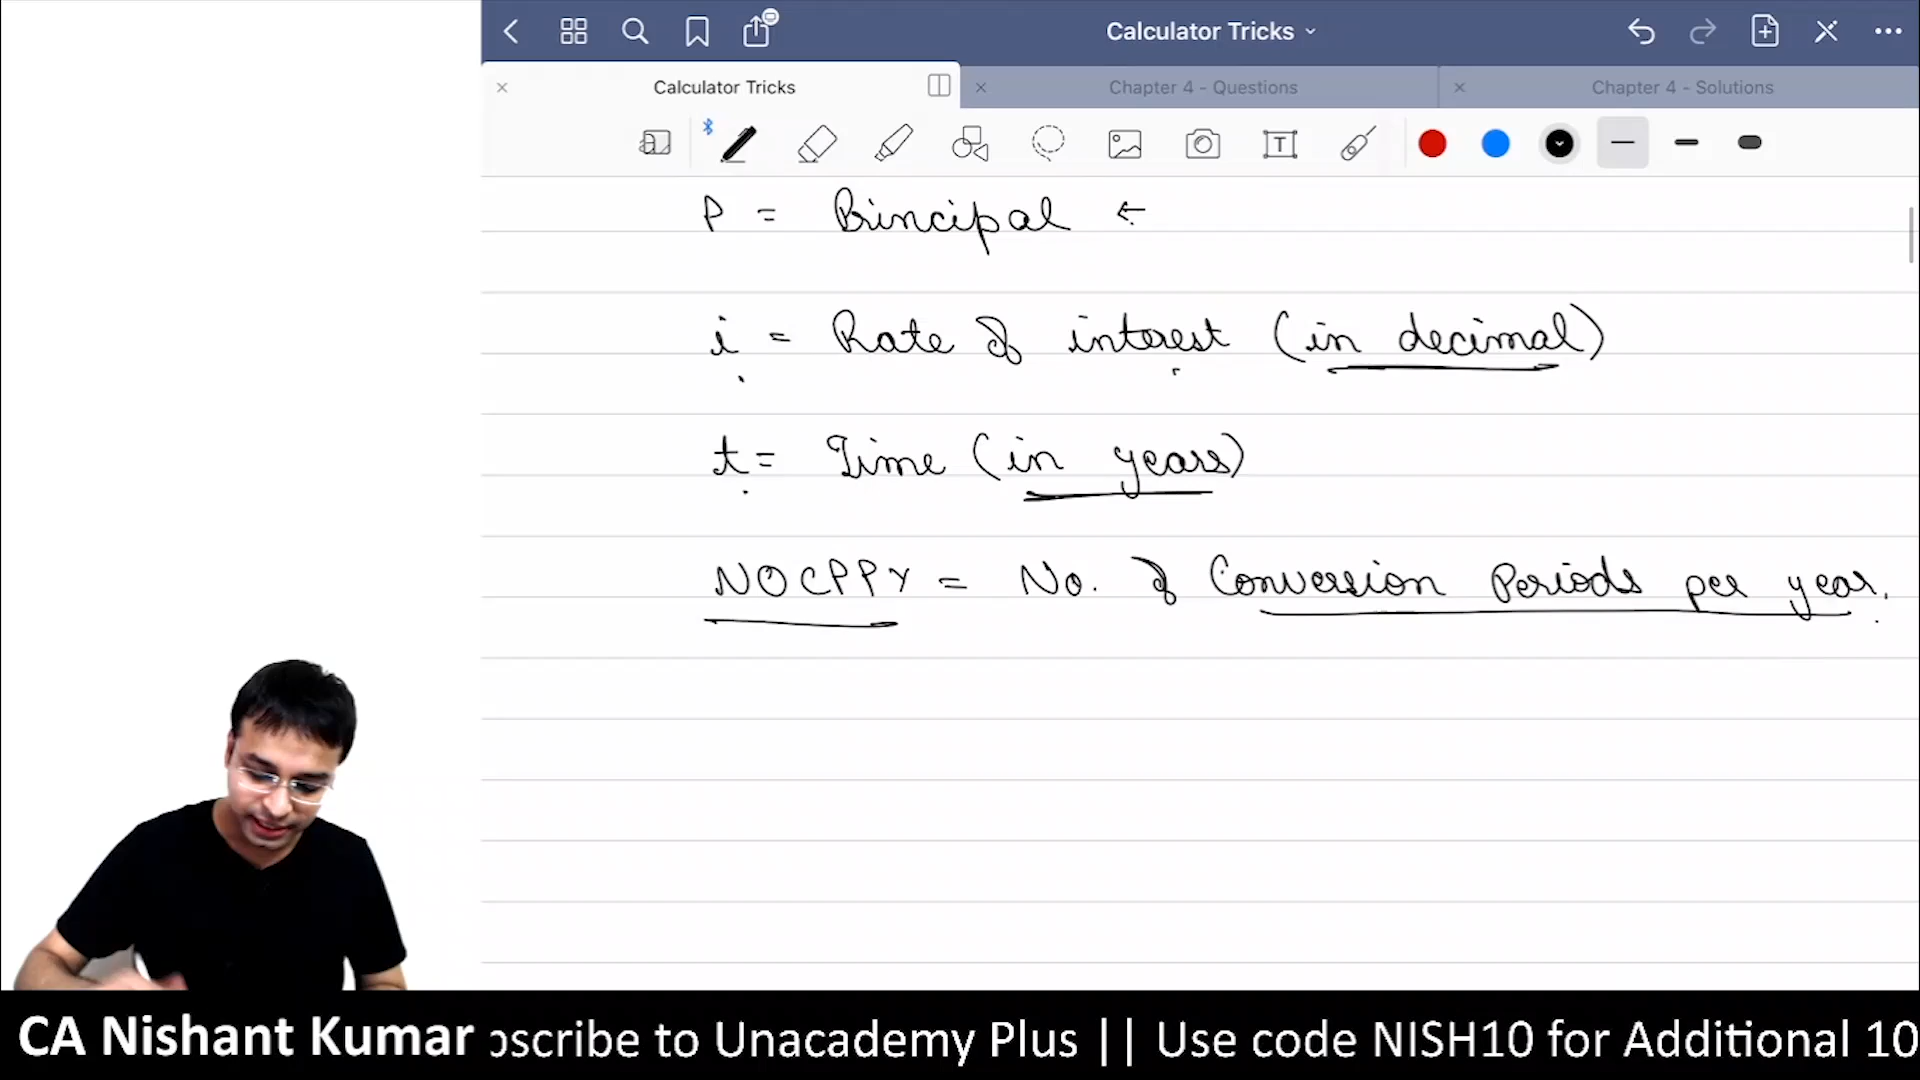 Calculator Tricks
Calculator Tricks
Chapter 4 - Questions
Chapter 4 - Solutions
P = Principal ←
i = Rate of interest (in decimal)
t = Time (in years)
NOCPPY = No. of Conversion Periods per year.
CA Nishant Kumar
bscribe to Unacademy Plus || Use code NISH10 for Additional 10